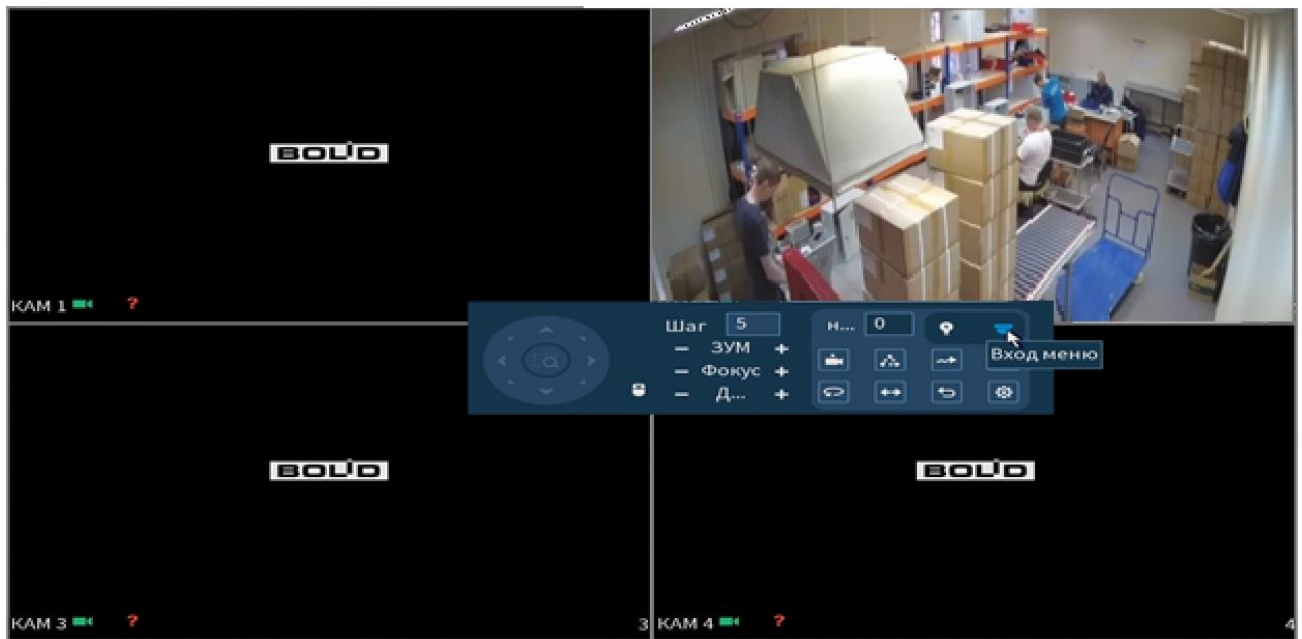 BOLID
КАМ 1 ?
Шаг 5
н... 0
— ЗУМ +
Вход меню
— Фокус +
— Д... +
BOLID
BOLID
КАМ 3 ?
3
КАМ 4 ?
4